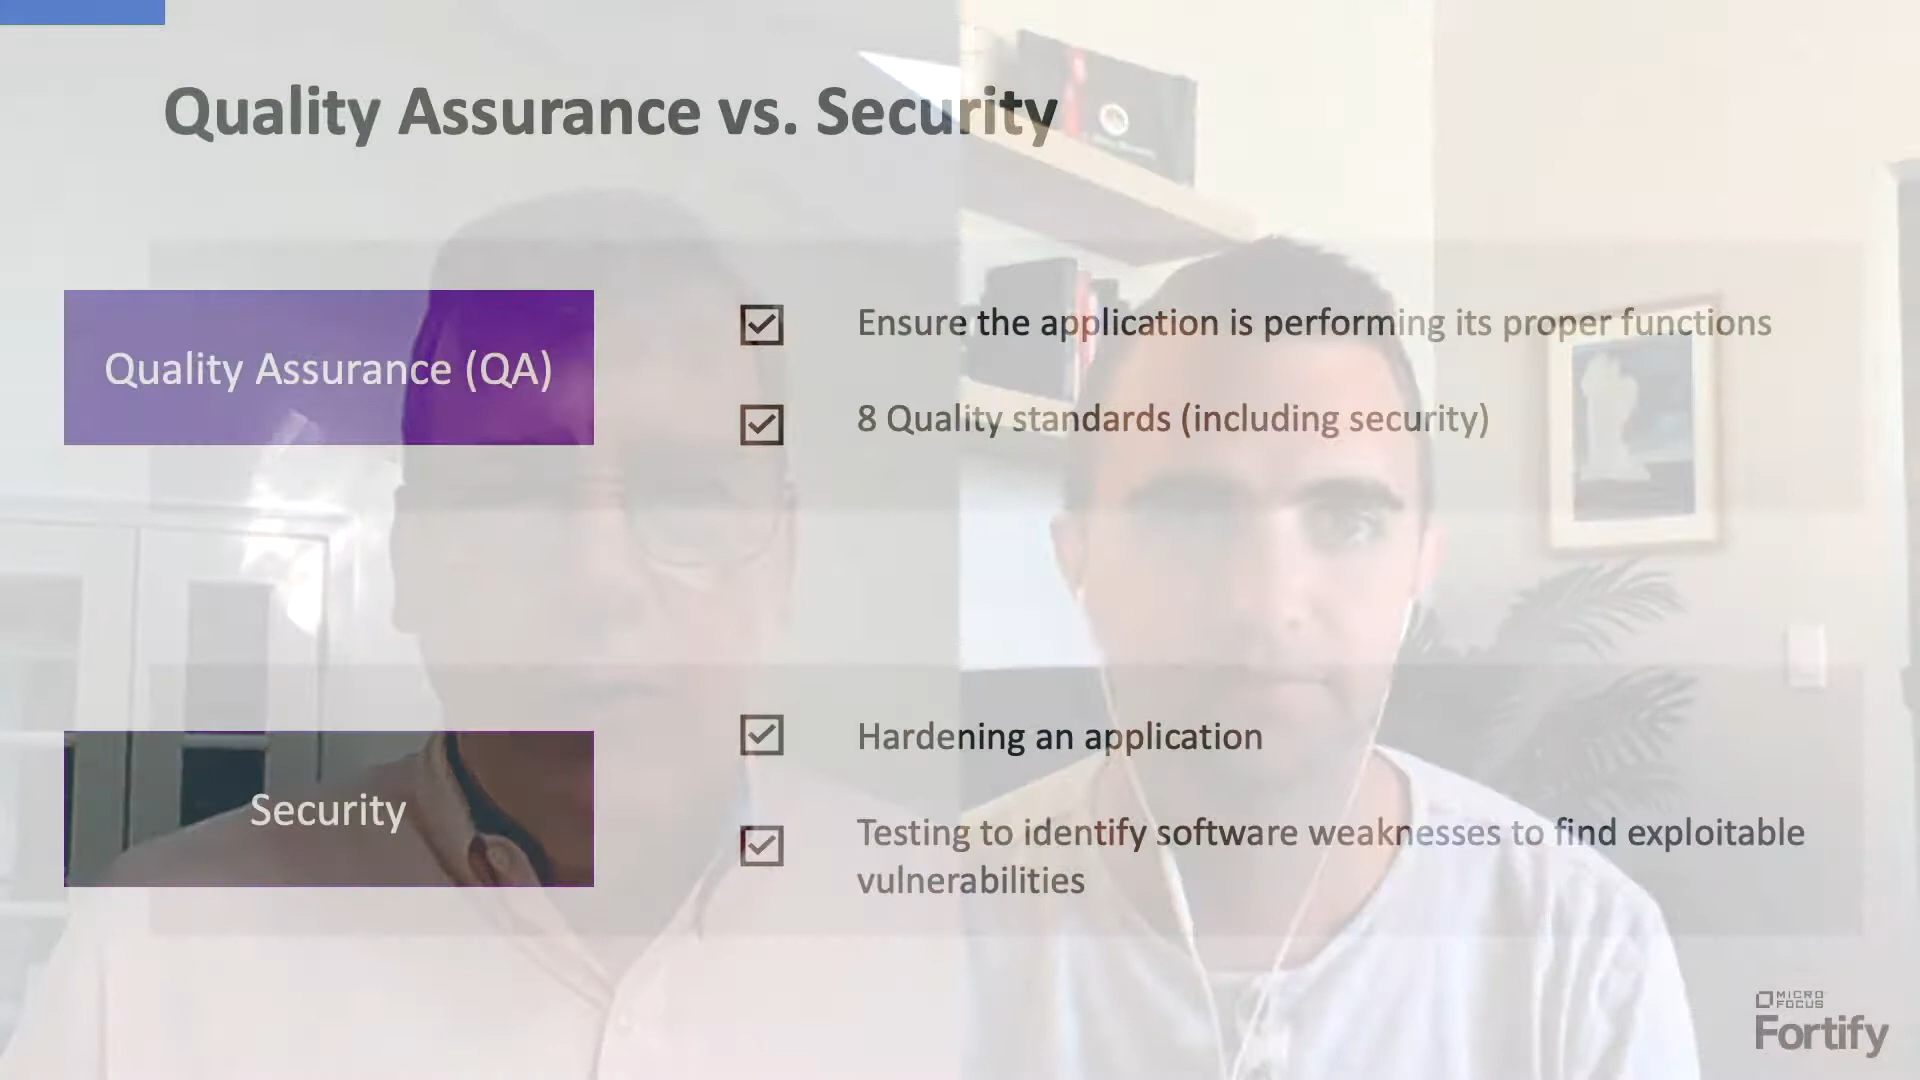 Quality Assurance vs. Security
Quality Assurance (QA)
Ensure the application is performing its proper functions
8 Quality standards (including security)
Security
Hardening an application
Testing to identify software weaknesses to find exploitable
vulnerabilities
MICRO
FOCUS
Fortify